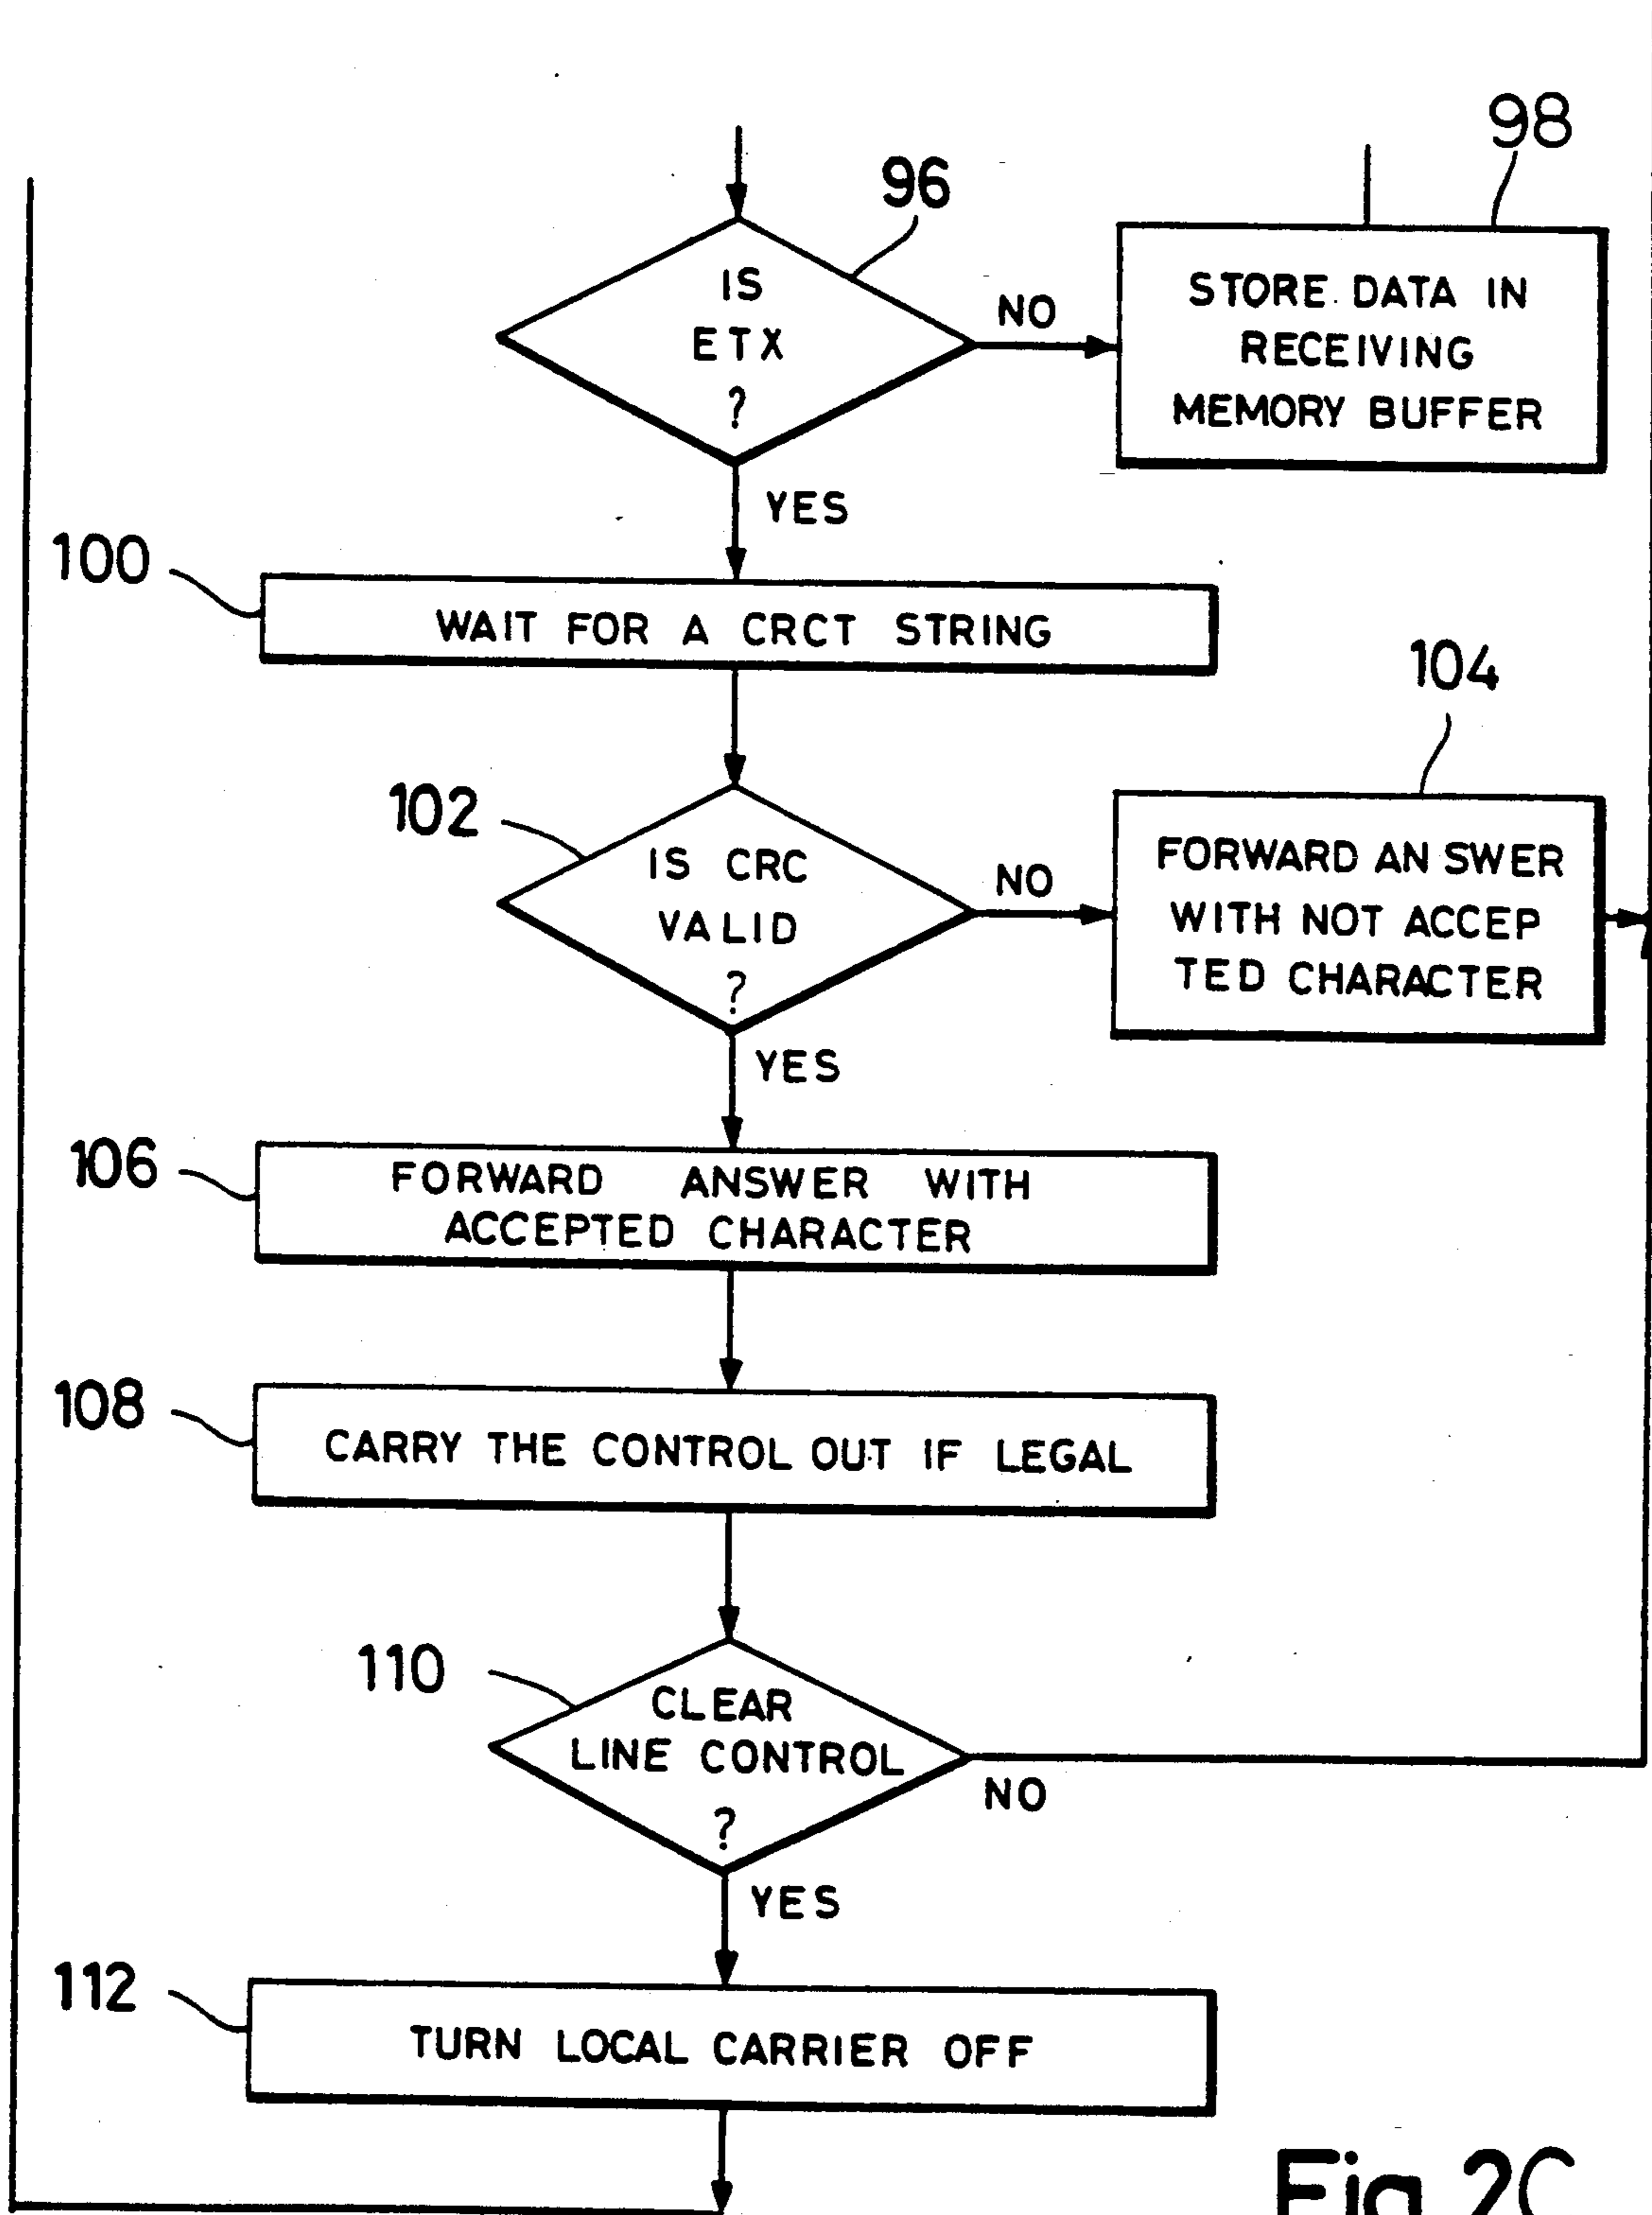 98
96
IS
ETX
?
NO
STORE DATA IN
RECEIVING
MEMORY BUFFER
YES
100
WAIT FOR A CRCT STRING
104
102
IS CRC
VALID
?
NO
FORWARD AN SWER
WITH NOT ACCEP
TED CHARACTER
YES
106
FORWARD ANSWER WITH
ACCEPTED CHARACTER
108
CARRY THE CONTROL OUT IF LEGAL
110
CLEAR
LINE CONTROL
?
NO
YES
112
TURN LOCAL CARRIER OFF
Fig. 2C